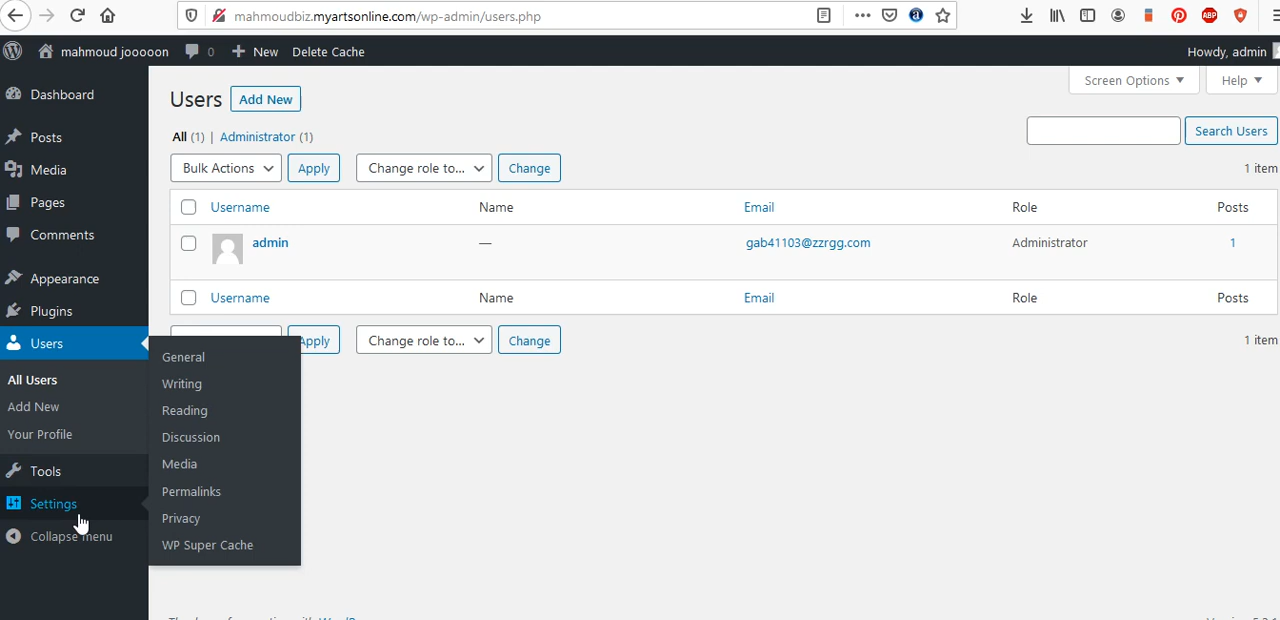 mahmoudbiz.myartsonline.com/wp-admin/users.php
ABP
mahmoud jooooon 0 New Delete Cache Howdy, admin
Screen Options Help
Dashboard
Posts
Media
Pages
Comments
Appearance
Plugins
Users
All Users
Add New
Your Profile
Tools
Settings
Collapse menu
General
Writing
Reading
Discussion
Media
Permalinks
Privacy
WP Super Cache
Users Add New
All (1) | Administrator (1)
Search Users
Bulk Actions Apply Change role to... Change 1 item
Username Name Email Role Posts
admin — gab41103@zzrgg.com Administrator 1
Username Name Email Role Posts
Apply Change role to... Change 1 item